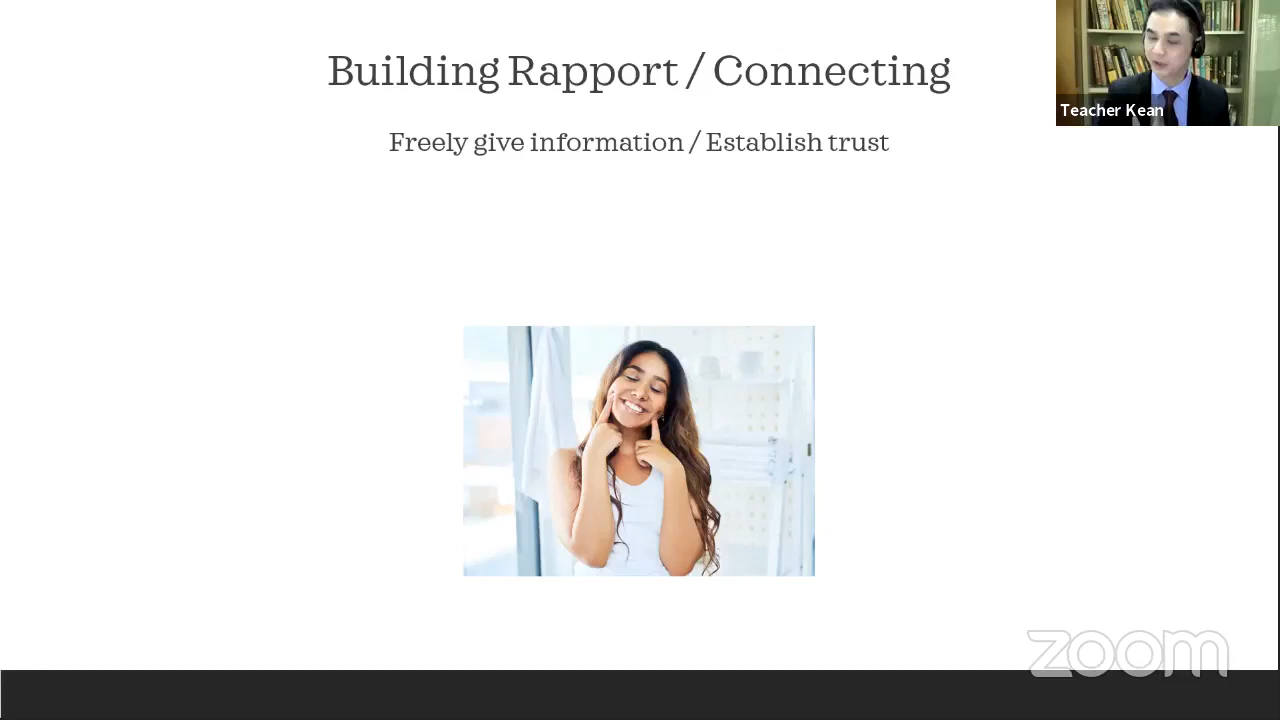 Building Rapport / Connecting
Teacher Kean
Freely give information / Establish trust
zoom